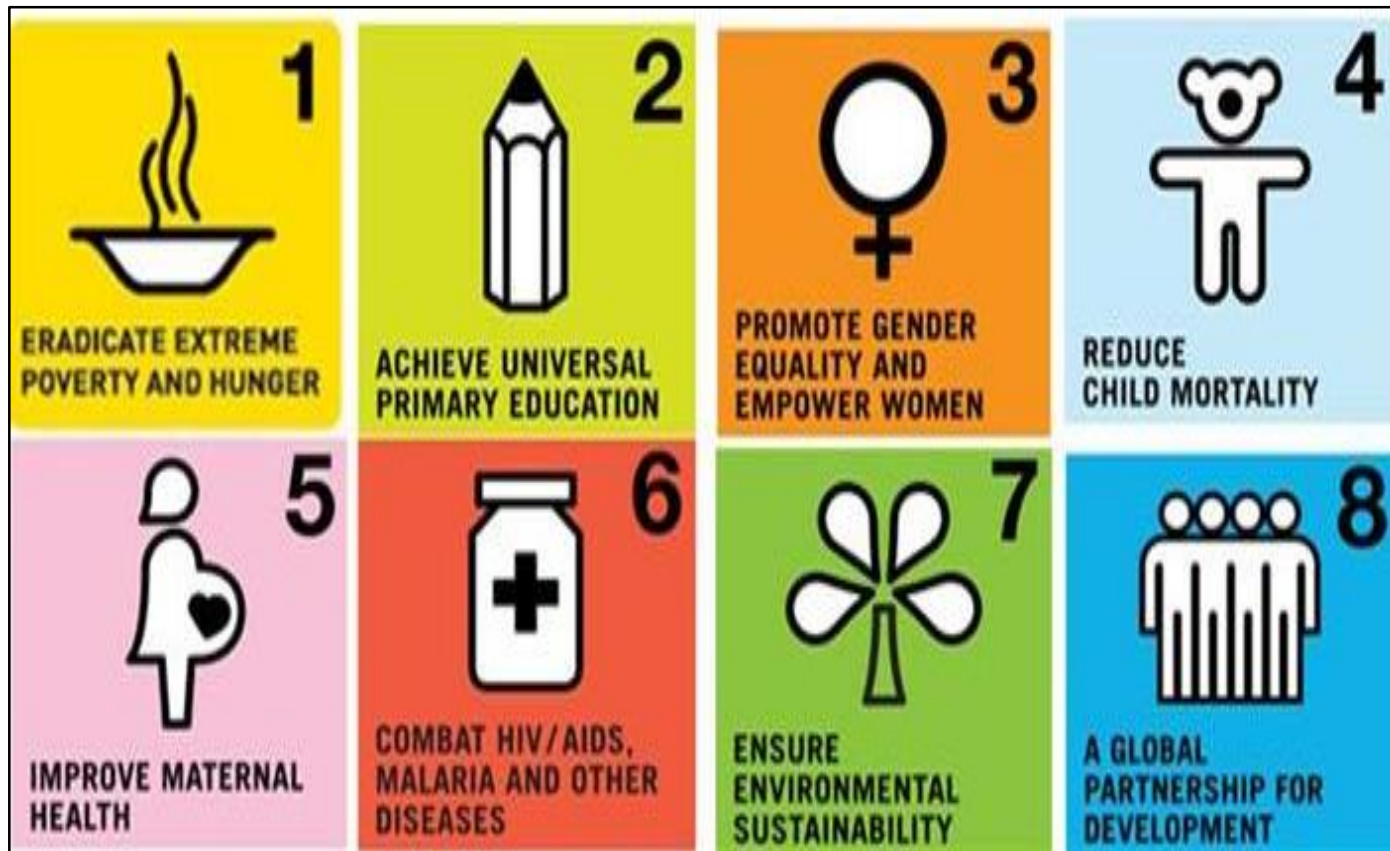 1
ERADICATE EXTREME
POVERTY AND HUNGER
2
ACHIEVE UNIVERSAL
PRIMARY EDUCATION
3
PROMOTE GENDER
EQUALITY AND
EMPOWER WOMEN
4
REDUCE
CHILD MORTALITY
5
IMPROVE MATERNAL
HEALTH
6
COMBAT HIV/AIDS,
MALARIA AND OTHER
DISEASES
7
ENSURE
ENVIRONMENTAL
SUSTAINABILITY
8
A GLOBAL
PARTNERSHIP FOR
DEVELOPMENT